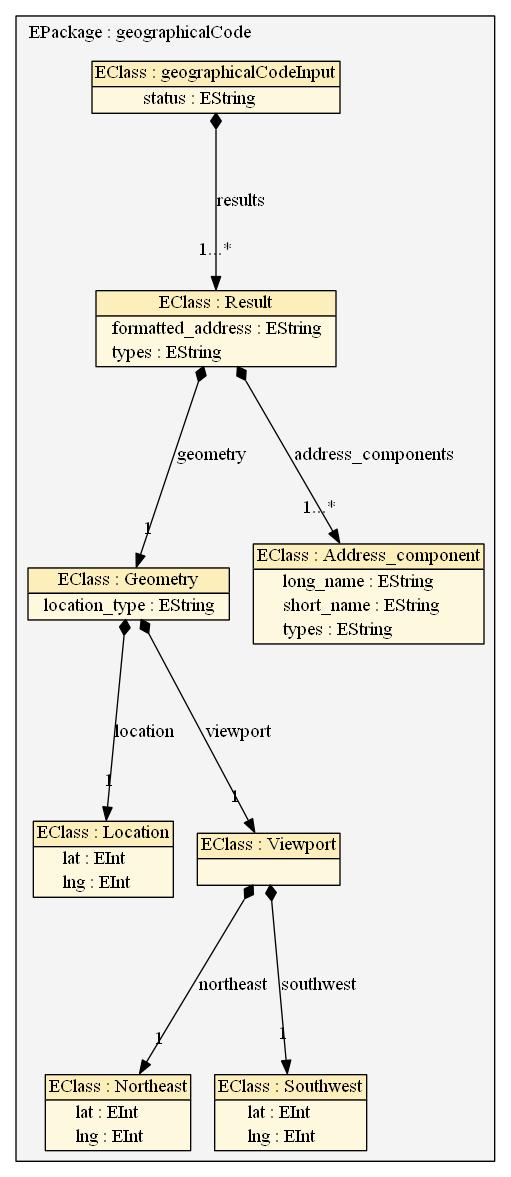 EPackage : geographicalCode
EClass : geographicalCodeInput
status : EString
results
1...*
EClass : Result
formatted_address : EString
types : EString
geometry
address_components
1
1...*
EClass : Geometry
location_type : EString
EClass : Address_component
long_name : EString
short_name : EString
types : EString
location
viewport
1
1
EClass : Location
lat : EInt
lng : EInt
EClass : Viewport
northeast
southwest
1
1
EClass : Northeast
lat : EInt
lng : EInt
EClass : Southwest
lat : EInt
lng : EInt